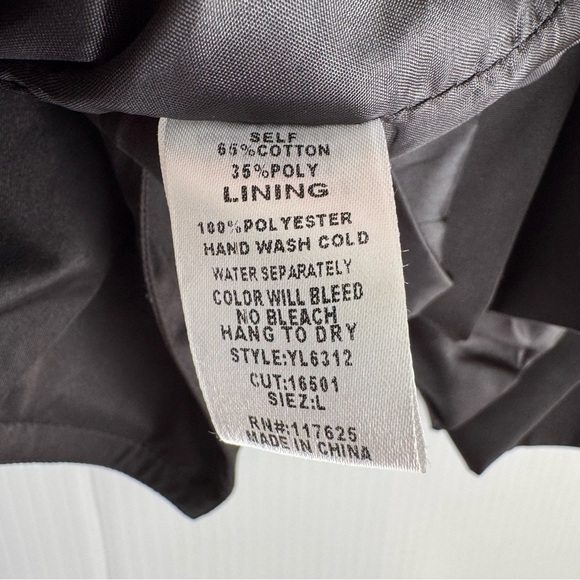 SELF
65%COTTON
35%POLY
LINING
100%POLYESTER
HAND WASH COLD
WATER SEPARATELY
COLOR WILL BLEED
NO BLEACH
HANG TO DRY
STYLE:YL6312
CUT:16501
SIEZ:L
RN#:117625
MADE IN CHINA